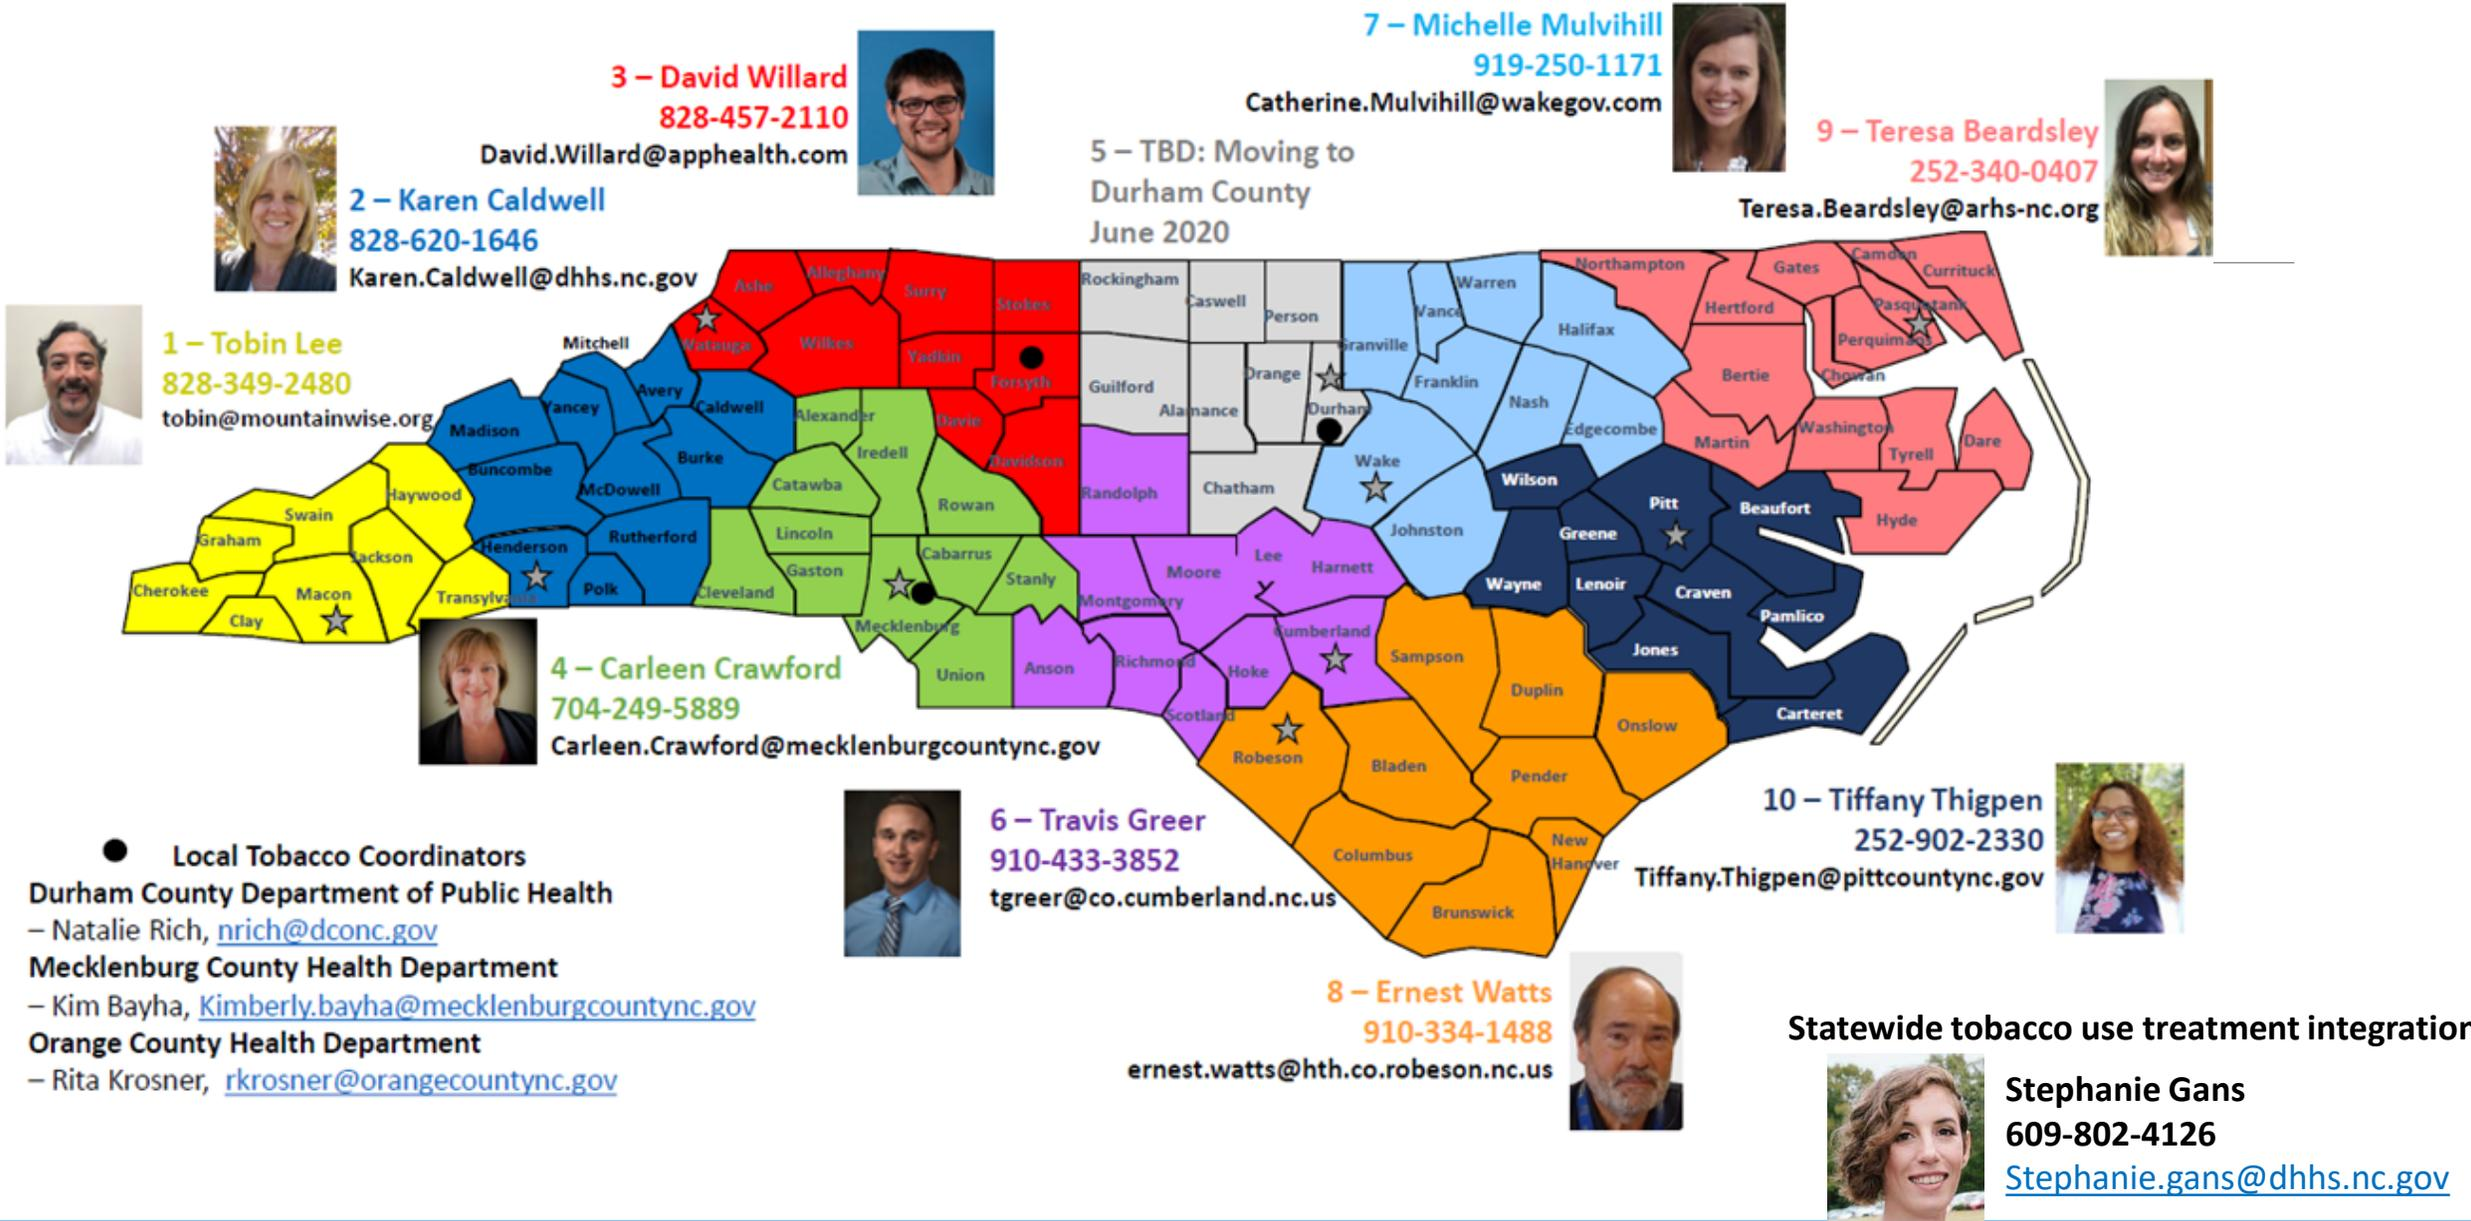 7 – Michelle Mulvihill
919-250-1171
Catherine.Mulvihill@wakegov.com
3 – David Willard
828-457-2110
David.Willard@apphealth.com
9 – Teresa Beardsley
252-340-0407
Teresa.Beardsley@arhs-nc.org
5 – TBD: Moving to
Durham County
June 2020
2 – Karen Caldwell
828-620-1646
Karen.Caldwell@dhhs.nc.gov
1 – Tobin Lee
828-349-2480
tobin@mountainwise.org
Ashe
Alleghany
Surry
Stokes
Rockingham
Caswell
Person
Granville
Vance
Warren
Northampton
Halifax
Hertford
Gates
Camden
Currituck
Pasquotank
Perquimans
Chowan
Bertie
Mitchell
Watauga
Wilkes
Yadkin
Forsyth
Guilford
Alamance
Orange
Durham
Franklin
Nash
Edgecombe
Martin
Washington
Tyrell
Dare
Madison
Yancey
Avery
Caldwell
Alexander
Iredell
Davie
Davidson
Randolph
Chatham
Wake
Wilson
Pitt
Beaufort
Hyde
Haywood
Buncombe
McDowell
Burke
Catawba
Rowan
Johnston
Greene
Swain
Graham
Jackson
Henderson
Rutherford
Lincoln
Cabarrus
Stanly
Montgomery
Moore
Lee
Harnett
Wayne
Lenoir
Craven
Pamlico
Cherokee
Clay
Macon
Transylvania
Polk
Cleveland
Gaston
Mecklenburg
Union
Anson
Richmond
Hoke
Scotland
Cumberland
Sampson
Duplin
Jones
Onslow
Carteret
Robeson
Bladen
Pender
Columbus
New
Hanover
Brunswick
4 – Carleen Crawford
704-249-5889
Carleen.Crawford@mecklenburgcountync.gov
6 – Travis Greer
910-433-3852
tgreer@co.cumberland.nc.us
10 – Tiffany Thigpen
252-902-2330
Tiffany.Thigpen@pittcountync.gov
8 – Ernest Watts
910-334-1488
ernest.watts@hth.co.robeson.nc.us
Local Tobacco Coordinators
Durham County Department of Public Health
– Natalie Rich, nrich@dconc.gov
Mecklenburg County Health Department
– Kim Bayha, Kimberly.bayha@mecklenburgcountync.gov
Orange County Health Department
– Rita Krosner, rkrosner@orangecountync.gov
Statewide tobacco use treatment integration
Stephanie Gans
609-802-4126
Stephanie.gans@dhhs.nc.gov